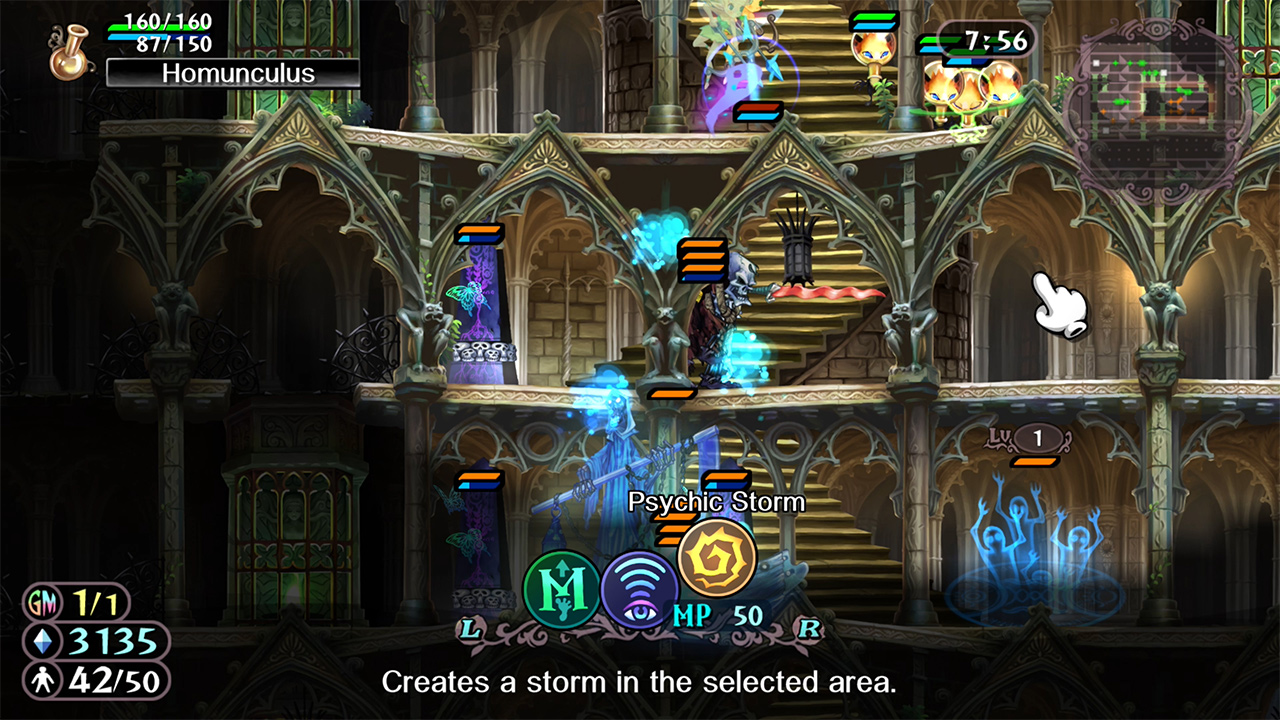 160/160
87/150
Homunculus
7:56
Lv 1
Psychic Storm
M
L
MP 50
R
GM 1/1
3135
42/50
Creates a storm in the selected area.